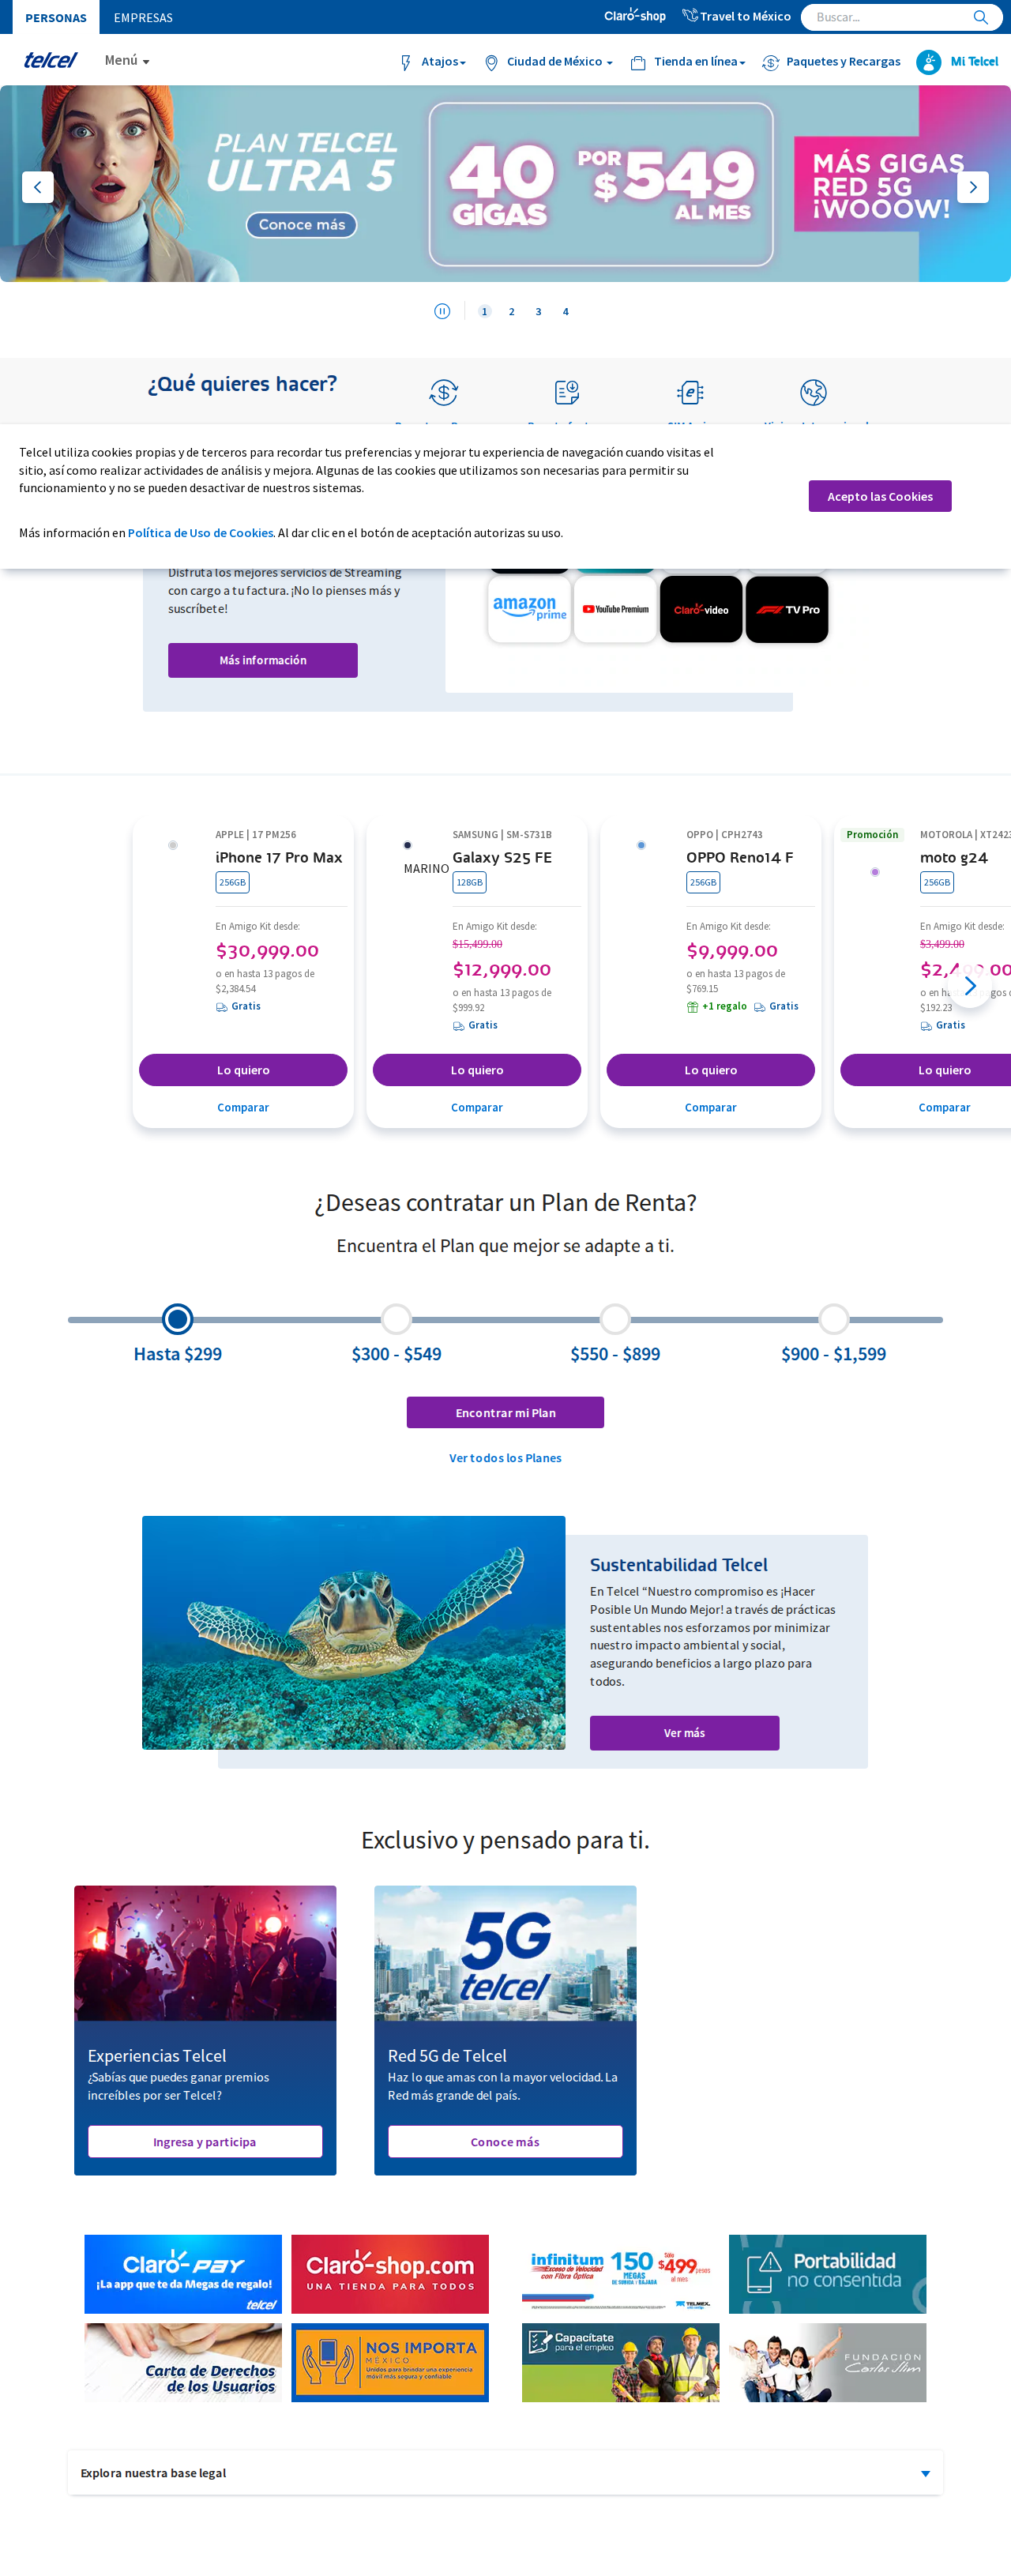 PERSONAS
EMPRESAS
Claro-shop
Travel to México
Buscar...
telcel
Menú
Atajos
Ciudad de México
Tienda en línea
Paquetes y Recargas
Mi Telcel
PLAN TELCEL
ULTRA 5
Conoce más
40
GIGAS
POR
$549
AL MES
MÁS GIGAS
RED 5G
¡WOOOW!
1
2
3
4
¿Qué quieres hacer?
Telcel utiliza cookies propias y de terceros para recordar tus preferencias y mejorar tu experiencia de navegación cuando visitas el
sitio, así como realizar actividades de análisis y mejora. Algunas de las cookies que utilizamos son necesarias para permitir su
funcionamiento y no se pueden desactivar de nuestros sistemas.
Más información en Política de Uso de Cookies. Al dar clic en el botón de aceptación autorizas su uso.
Acepto las Cookies
Disfruta los mejores servicios de Streaming
con cargo a tu factura. ¡No lo pienses más y
suscríbete!
Más información
amazon
prime
YouTube Premium
Claro-video
F1 TV Pro
APPLE | 17 PM256
iPhone 17 Pro Max
256GB
En Amigo Kit desde:
$30,999.00
o en hasta 13 pagos de
$2,384.54
Gratis
Lo quiero
Comparar
MARINO
SAMSUNG | SM-S731B
Galaxy S25 FE
128GB
En Amigo Kit desde:
$15,499.00
$12,999.00
o en hasta 13 pagos de
$999.92
Gratis
Lo quiero
Comparar
OPPO | CPH2743
OPPO Reno14 F
256GB
En Amigo Kit desde:
$9,999.00
o en hasta 13 pagos de
$769.15
+1 regalo
Gratis
Lo quiero
Comparar
Promoción
MOTOROLA | XT2423
moto g24
256GB
En Amigo Kit desde:
$3,499.00
$192.23
Gratis
Lo quiero
Comparar
¿Deseas contratar un Plan de Renta?
Encuentra el Plan que mejor se adapte a ti.
Hasta $299
$300 - $549
$550 - $899
$900 - $1,599
Encontrar mi Plan
Ver todos los Planes
Sustentabilidad Telcel
En Telcel “Nuestro compromiso es ¡Hacer
Posible Un Mundo Mejor! a través de prácticas
sustentables nos esforzamos por minimizar
nuestro impacto ambiental y social,
asegurando beneficios a largo plazo para
todos.
Ver más
Exclusivo y pensado para ti.
Experiencias Telcel
¿Sabías que puedes ganar premios
increíbles por ser Telcel?
Ingresa y participa
5G
telcel
Red 5G de Telcel
Haz lo que amas con la mayor velocidad. La
Red más grande del país.
Conoce más
Claro-pay
¡La app que te da Megas de regalo!
telcel
Claro-shop.com
UNA TIENDA PARA TODOS
infinitum
Exceso de Velocidad
con Fibra Óptica
150
MEGAS
DE SUBIDA Y BAJADA
$499 pesos
al mes
TELMEX
Portabilidad
no consentida
Carta de Derechos
de los Usuarios
NOS IMPORTA
MÉXICO
Unidos para brindar una experiencia
móvil más segura y confiable
Capacítate
para el empleo
FUNDACIÓN
Carlos Slim
Explora nuestra base legal